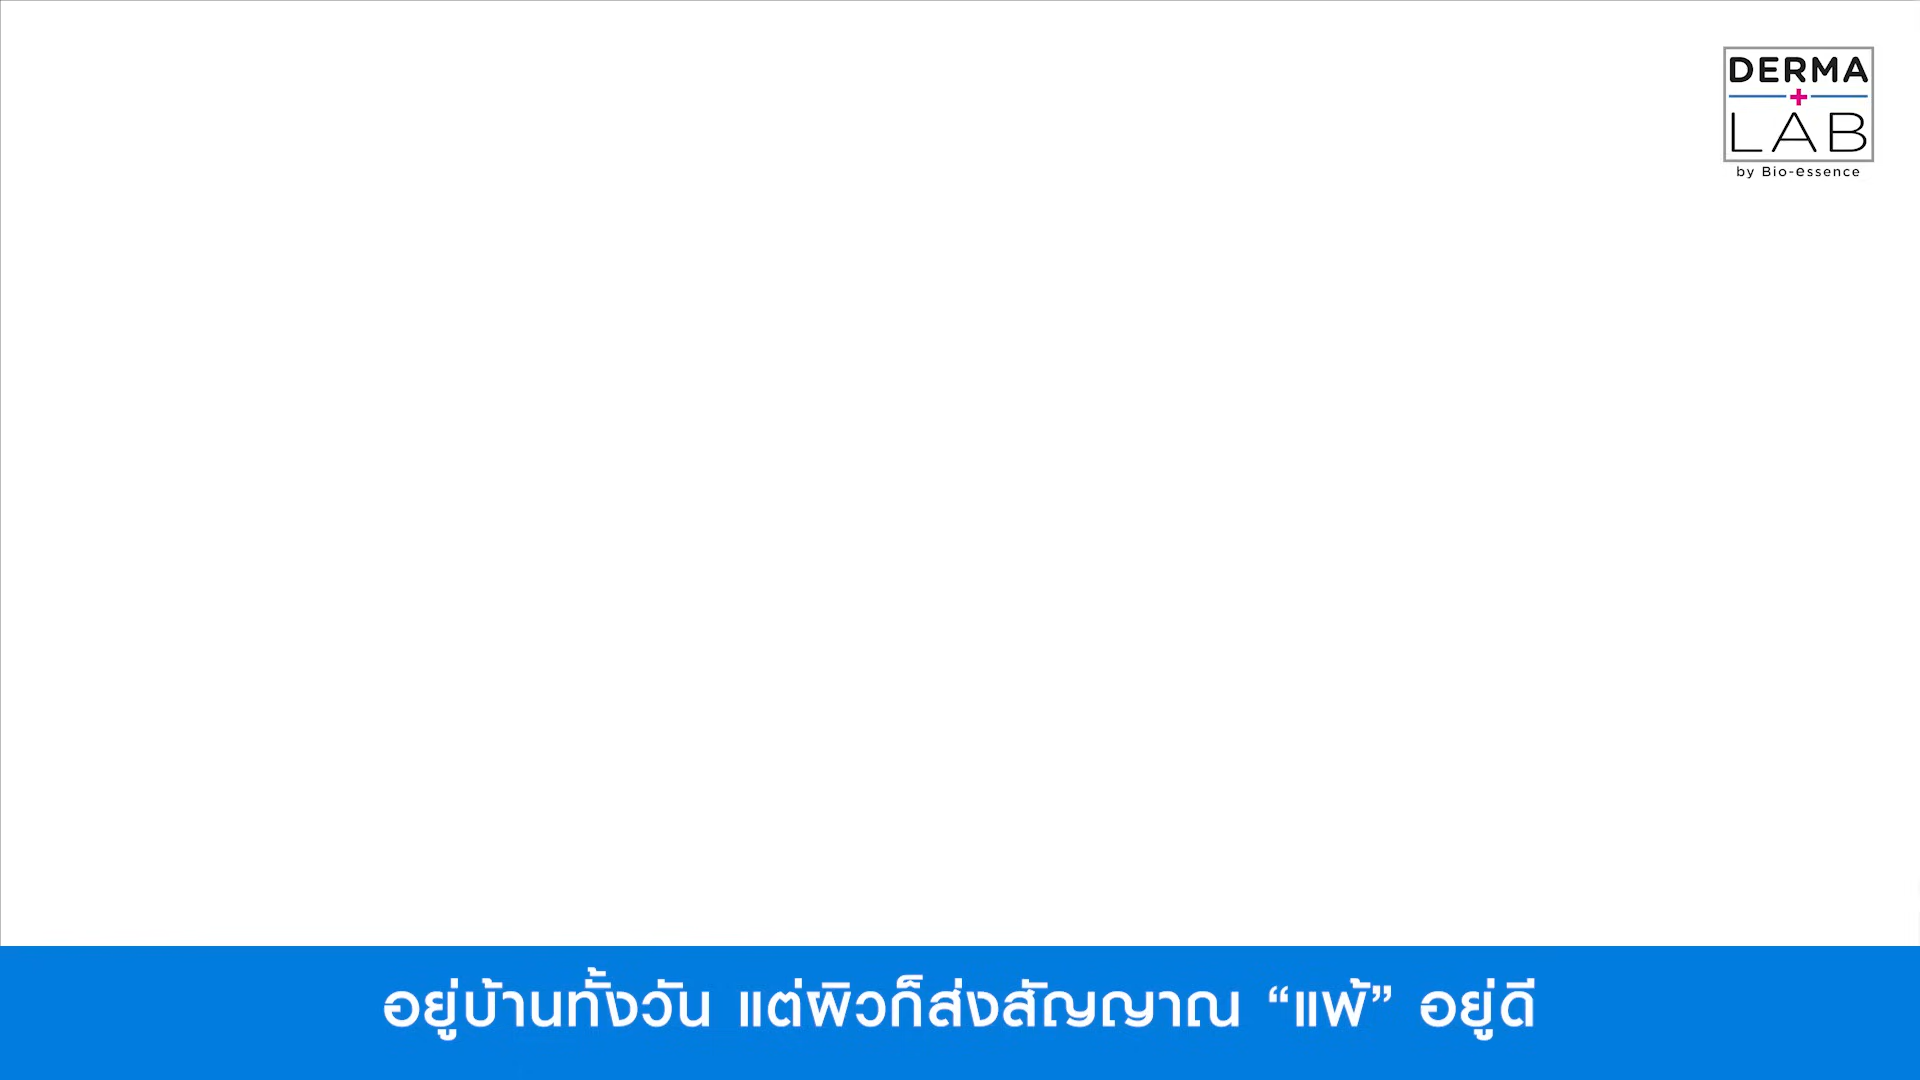 DERMA
LAB
by Bio-essence
อยู่บ้านทั้งวัน แต่ผิวก็ส่งสัญญาณ “แพ้” อยู่ดี